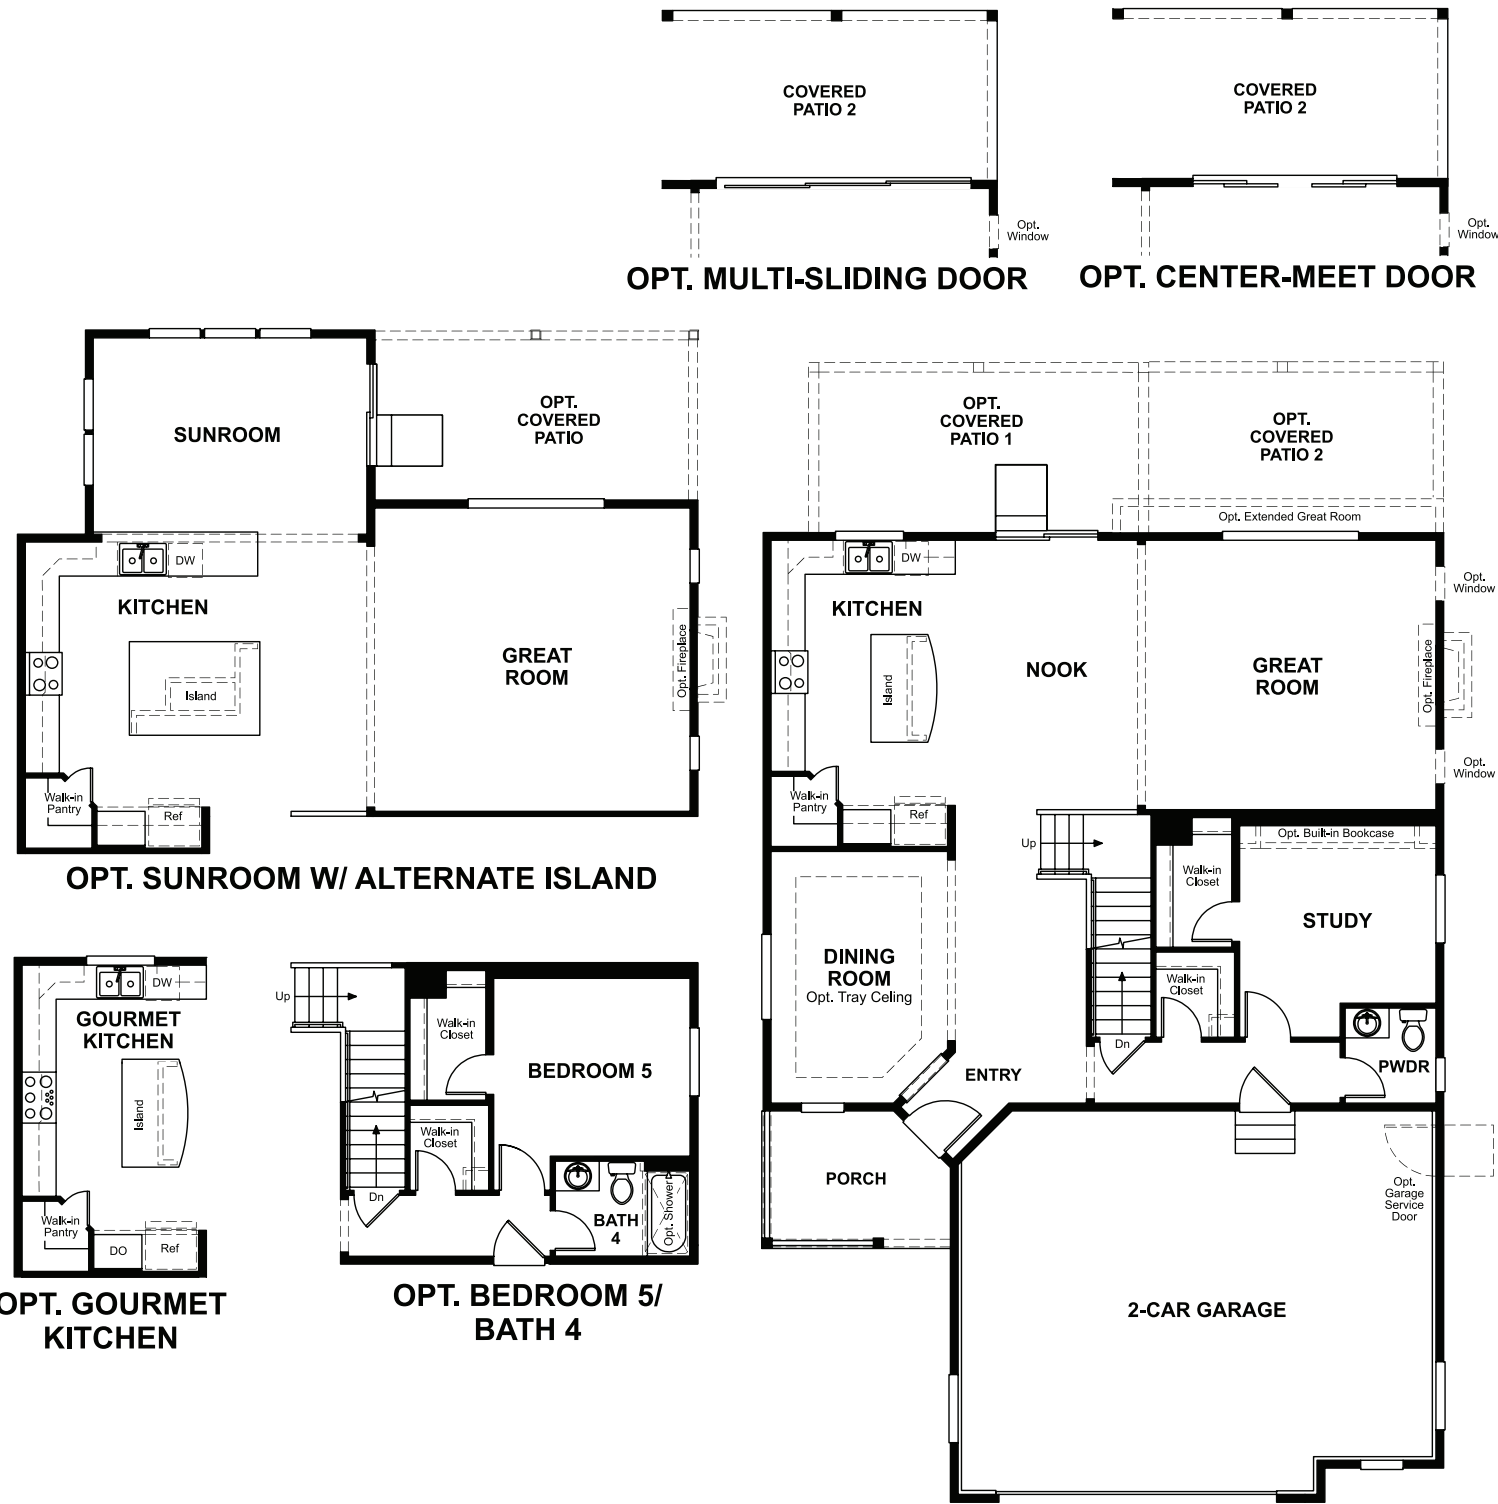 COVERED
PATIO 2
Opt.
Window
OPT. MULTI-SLIDING DOOR
COVERED
PATIO 2
Opt.
Window
OPT. CENTER-MEET DOOR
SUNROOM
OPT.
COVERED
PATIO
KITCHEN
DW
Island
GREAT
ROOM
Opt. Fireplace
Walk-in
Pantry
Ref
OPT. SUNROOM W/ ALTERNATE ISLAND
OPT.
COVERED
PATIO 1
OPT.
COVERED
PATIO 2
Opt. Extended Great Room
DW
KITCHEN
Island
NOOK
GREAT
ROOM
Opt.
Window
Opt. Fireplace
Opt.
Window
Walk-in
Pantry
Ref
Up
Opt. Built-in Bookcase
Walk-in
Closet
STUDY
DINING
ROOM
Opt. Tray Celing
Walk-in
Closet
Dn
ENTRY
PWDR
PORCH
Opt.
Garage
Service
Door
2-CAR GARAGE
DW
GOURMET
KITCHEN
Island
Walk-in
Pantry
DO
Ref
OPT. GOURMET
KITCHEN
Up
Walk-in
Closet
BEDROOM 5
Walk-in
Closet
Dn
BATH
4
Opt. Shower
OPT. BEDROOM 5/
BATH 4